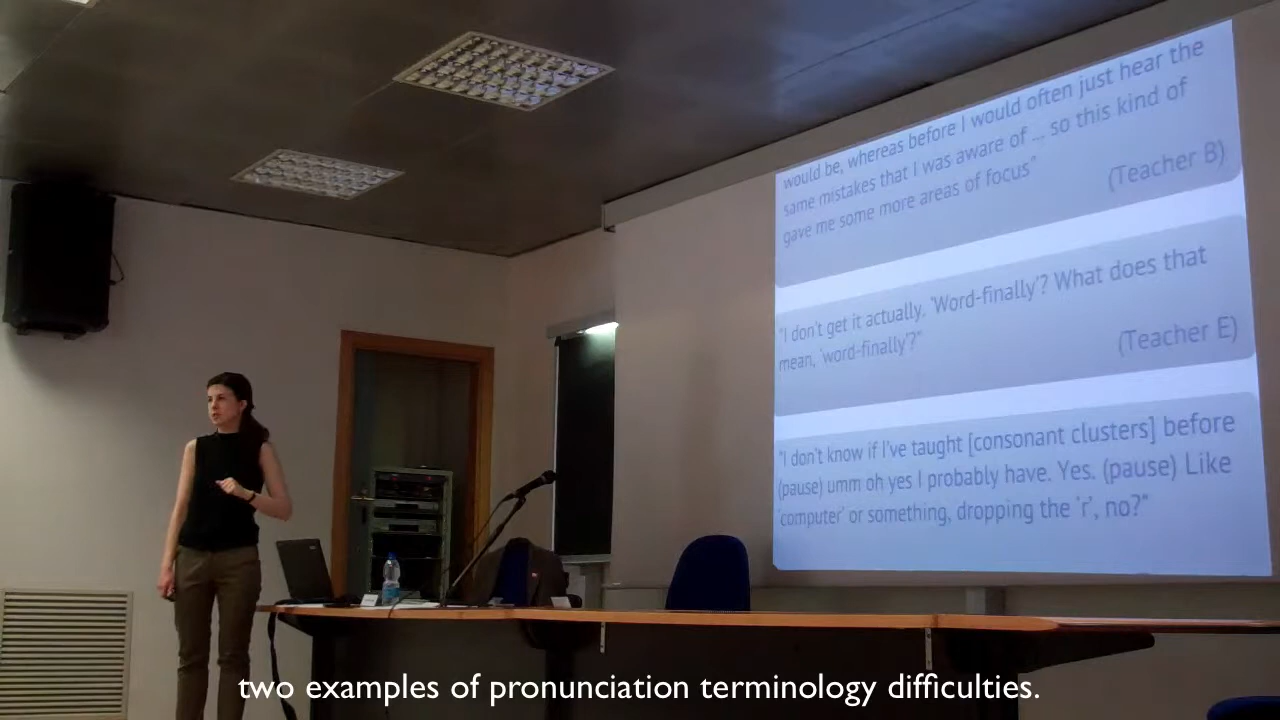 would be, whereas before I would often just hear the
same mistakes that I was aware of ... so this kind of
gave me some more areas of focus"
(Teacher B)
"I don't get it actually. 'Word-finally'? What does that
mean, 'word-finally'?"
(Teacher E)
"I don't know if I've taught [consonant clusters] before
(pause) umm oh yes I probably have. Yes. (pause) Like
'computer' or something, dropping the 'r', no?"
two examples of pronunciation terminology difficulties.